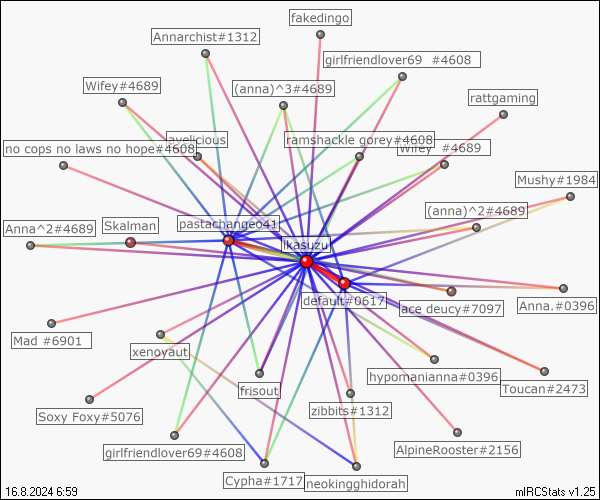 fakedingo
Annarchist#1312
girlfriendlover69 #4608
Wifey#4689
(anna)^3#4689
rattgaming
avelicious
ramshackle gorey#4608
no cops no laws no hope#4608
Wifey #4689
Mushy#1984
(anna)^2#4689
Anna^2#4689
Skalman
pastachange041
ikasuzu
default#0617
ace deucy#7097
Anna.#0396
Mad #6901
xenoyaut
hypomanianna#0396
frisout
Toucan#2473
zibbits#1312
Soxy Foxy#5076
girlfriendlover69#4608
AlpineRooster#2156
Cypha#1717
neokingghidorah
16.8.2024 6:59
mIRCStats v1.25